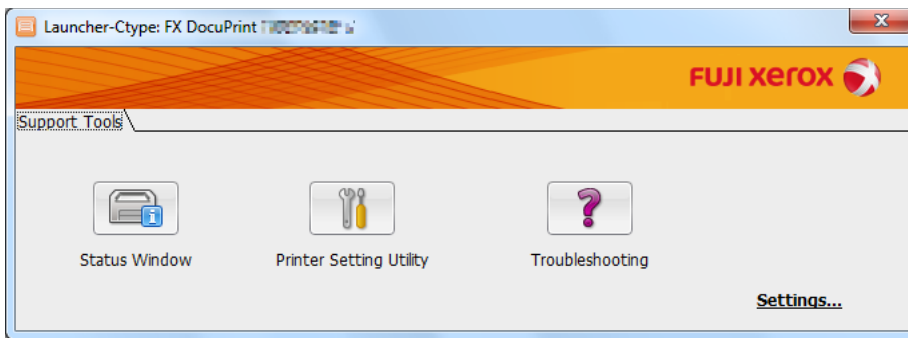 Launcher-Ctype: FX DocuPrint
FUJI xerox
Support Tools
Status Window
Printer Setting Utility
Troubleshooting
Settings...